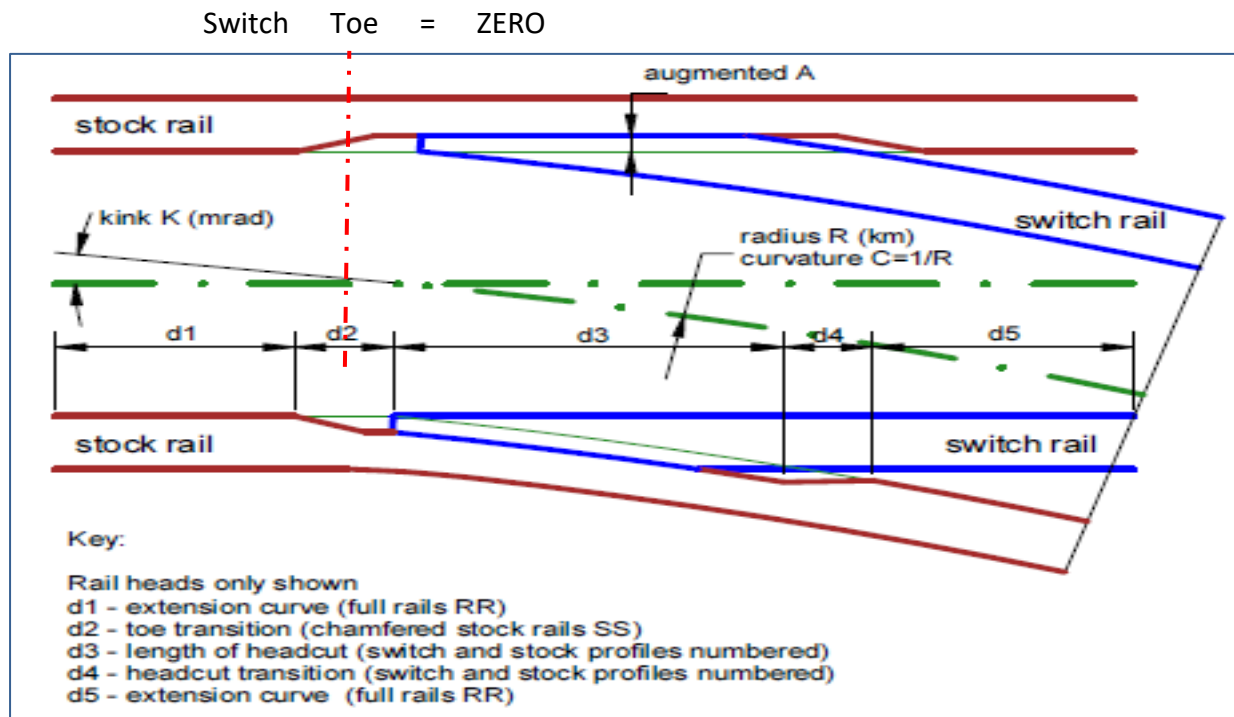 Switch Toe = ZERO
augmented A
stock rail
kink K (mrad)
switch rail
radius R (km)
curvature C=1/R
d1
d2
d3
d4
d5
stock rail
switch rail
Key:
Rail heads only shown
d1 - extension curve (full rails RR)
d2 - toe transition (chamfered stock rails SS)
d3 - length of headcut (switch and stock profiles numbered)
d4 - headcut transition (switch and stock profiles numbered)
d5 - extension curve (full rails RR)